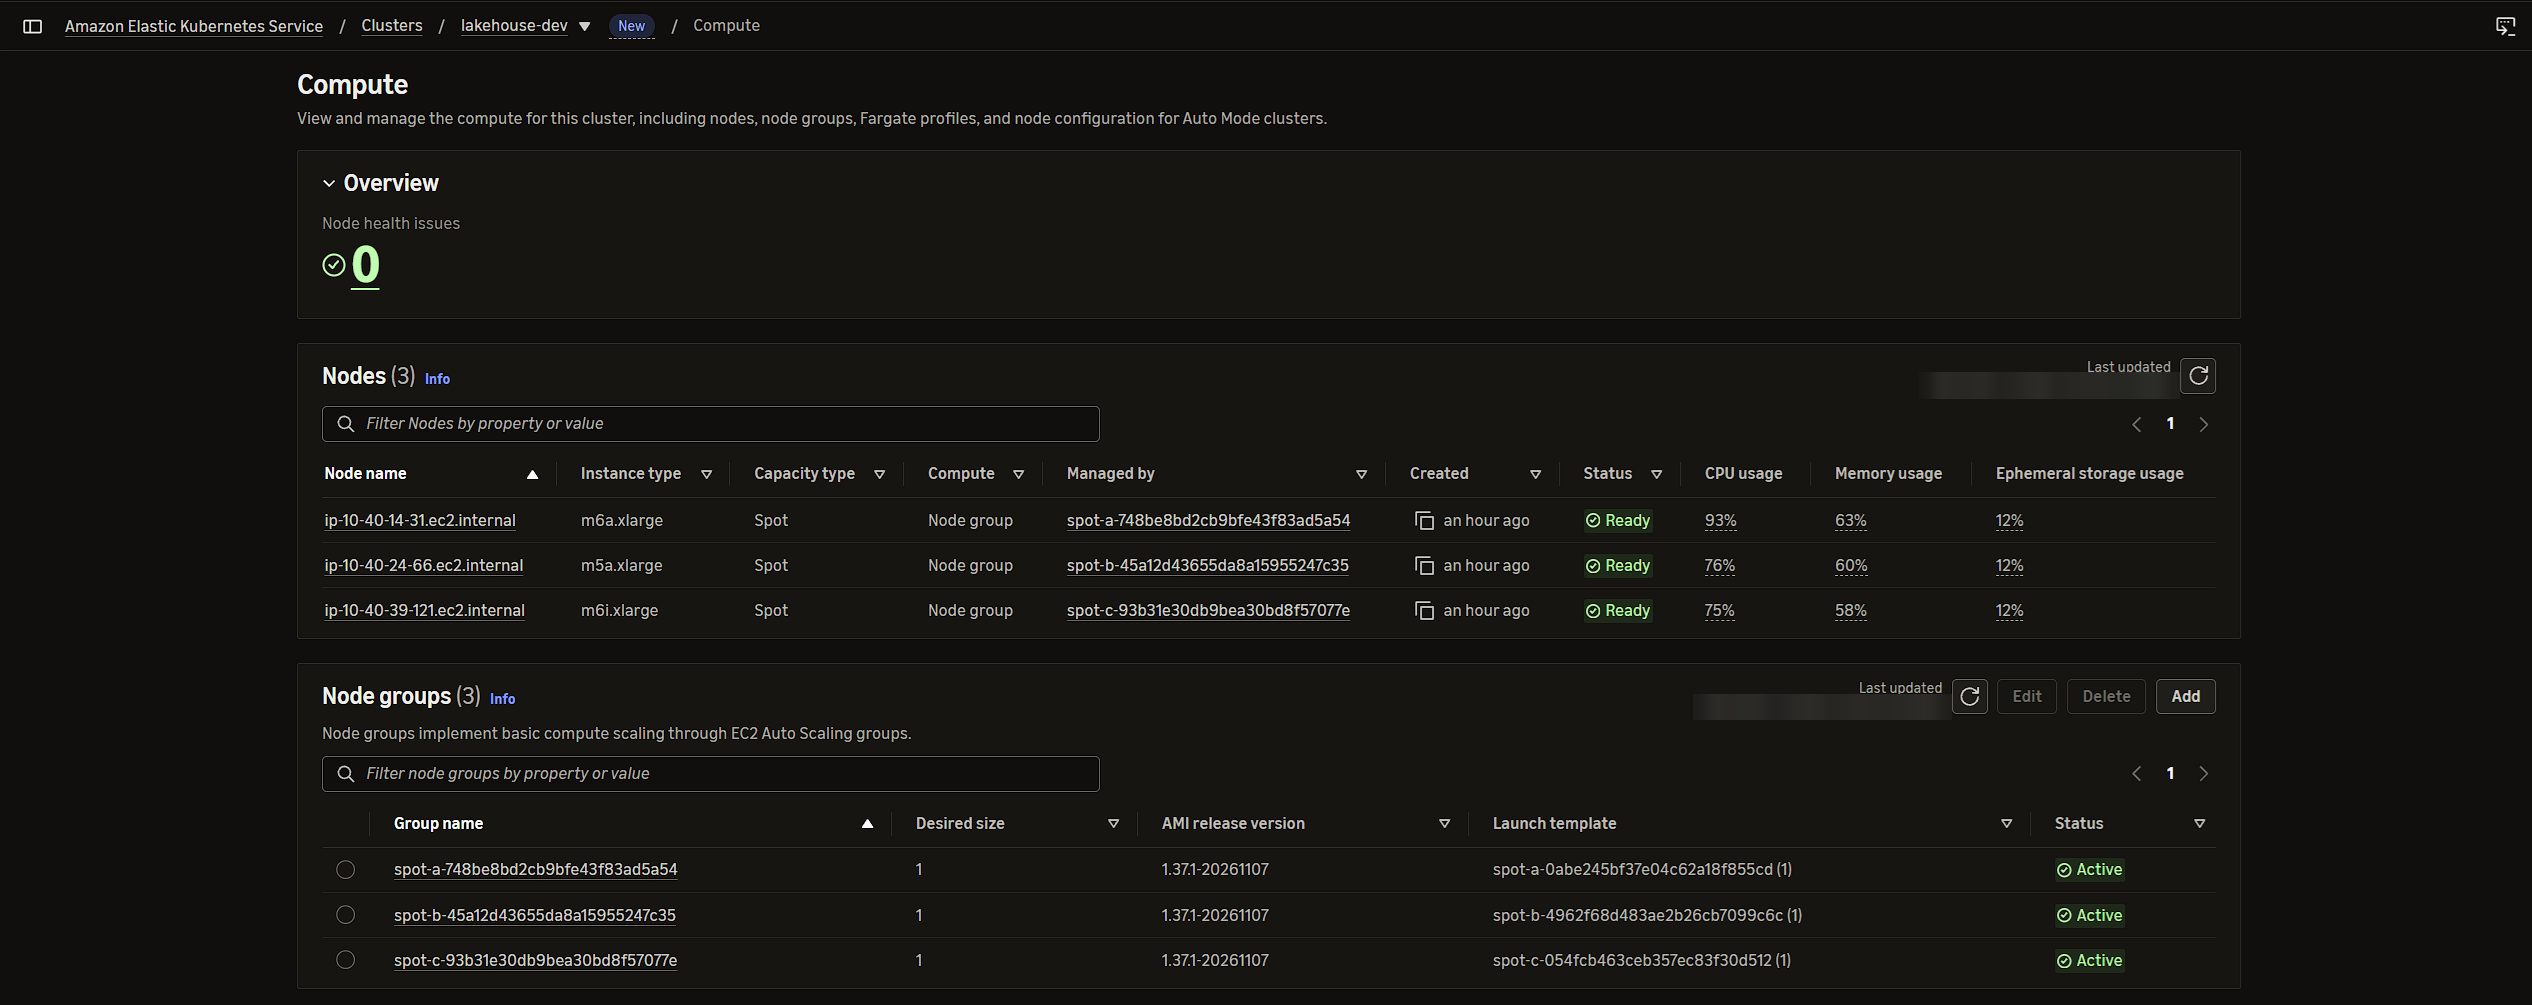 Amazon Elastic Kubernetes Service / Clusters / lakehouse-dev New / Compute
Compute
View and manage the compute for this cluster, including nodes, node groups, Fargate profiles, and node configuration for Auto Mode clusters.
Overview
Node health issues
0
Nodes (3) Info
Last updated
Filter Nodes by property or value
1
Node name Instance type Capacity type Compute Managed by Created Status CPU usage Memory usage Ephemeral storage usage
ip-10-40-14-31.ec2.internal m6a.xlarge Spot Node group spot-a-748be8bd2cb9bfe43f83ad5a54 an hour ago Ready 93% 63% 12%
ip-10-40-24-66.ec2.internal m5a.xlarge Spot Node group spot-b-45a12d43655da8a15955247c35 an hour ago Ready 76% 60% 12%
ip-10-40-39-121.ec2.internal m6i.xlarge Spot Node group spot-c-93b31e30db9bea30bd8f57077e an hour ago Ready 75% 58% 12%
Node groups (3) Info
Last updated
Edit Delete Add
Node groups implement basic compute scaling through EC2 Auto Scaling groups.
Filter node groups by property or value
1
Group name Desired size AMI release version Launch template Status
spot-a-748be8bd2cb9bfe43f83ad5a54 1 1.37.1-20261107 spot-a-0abe245bf37e04c62a18f855cd (1) Active
spot-b-45a12d43655da8a15955247c35 1 1.37.1-20261107 spot-b-4962f68d483ae2b26cb7099c6c (1) Active
spot-c-93b31e30db9bea30bd8f57077e 1 1.37.1-20261107 spot-c-054fcb463ceb357ec83f30d512 (1) Active